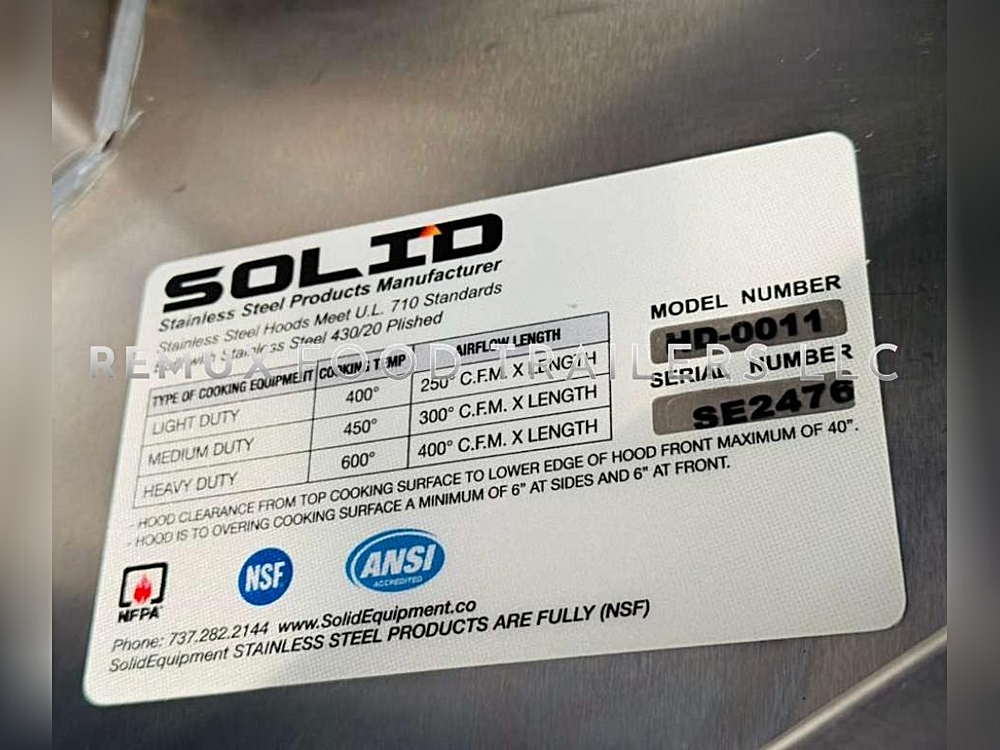 SOLID
Stainless Steel Products Manufacturer
Stainless Steel Hoods Meet U.L. 710 Standards
Stainless Steel 430/20 Plished
MODEL NUMBER
HD-0011
SERIAL NUMBER
SE2476
REMUX FOOD TRAILERS LLC
TYPE OF COOKING EQUIPMENT COOKING TEMP AIRFLOW LENGTH
LIGHT DUTY 400° 250° C.F.M. X LENGTH
MEDIUM DUTY 450° 300° C.F.M. X LENGTH
HEAVY DUTY 600° 400° C.F.M. X LENGTH
- HOOD CLEARANCE FROM TOP COOKING SURFACE TO LOWER EDGE OF HOOD FRONT MAXIMUM OF 40".
- HOOD IS TO OVERING COOKING SURFACE A MINIMUM OF 6" AT SIDES AND 6" AT FRONT.
NFPA
NSF
ANSI
ACCREDITED
Phone: 737.282.2144 www.SolidEquipment.co
SolidEquipment STAINLESS STEEL PRODUCTS ARE FULLY (NSF)